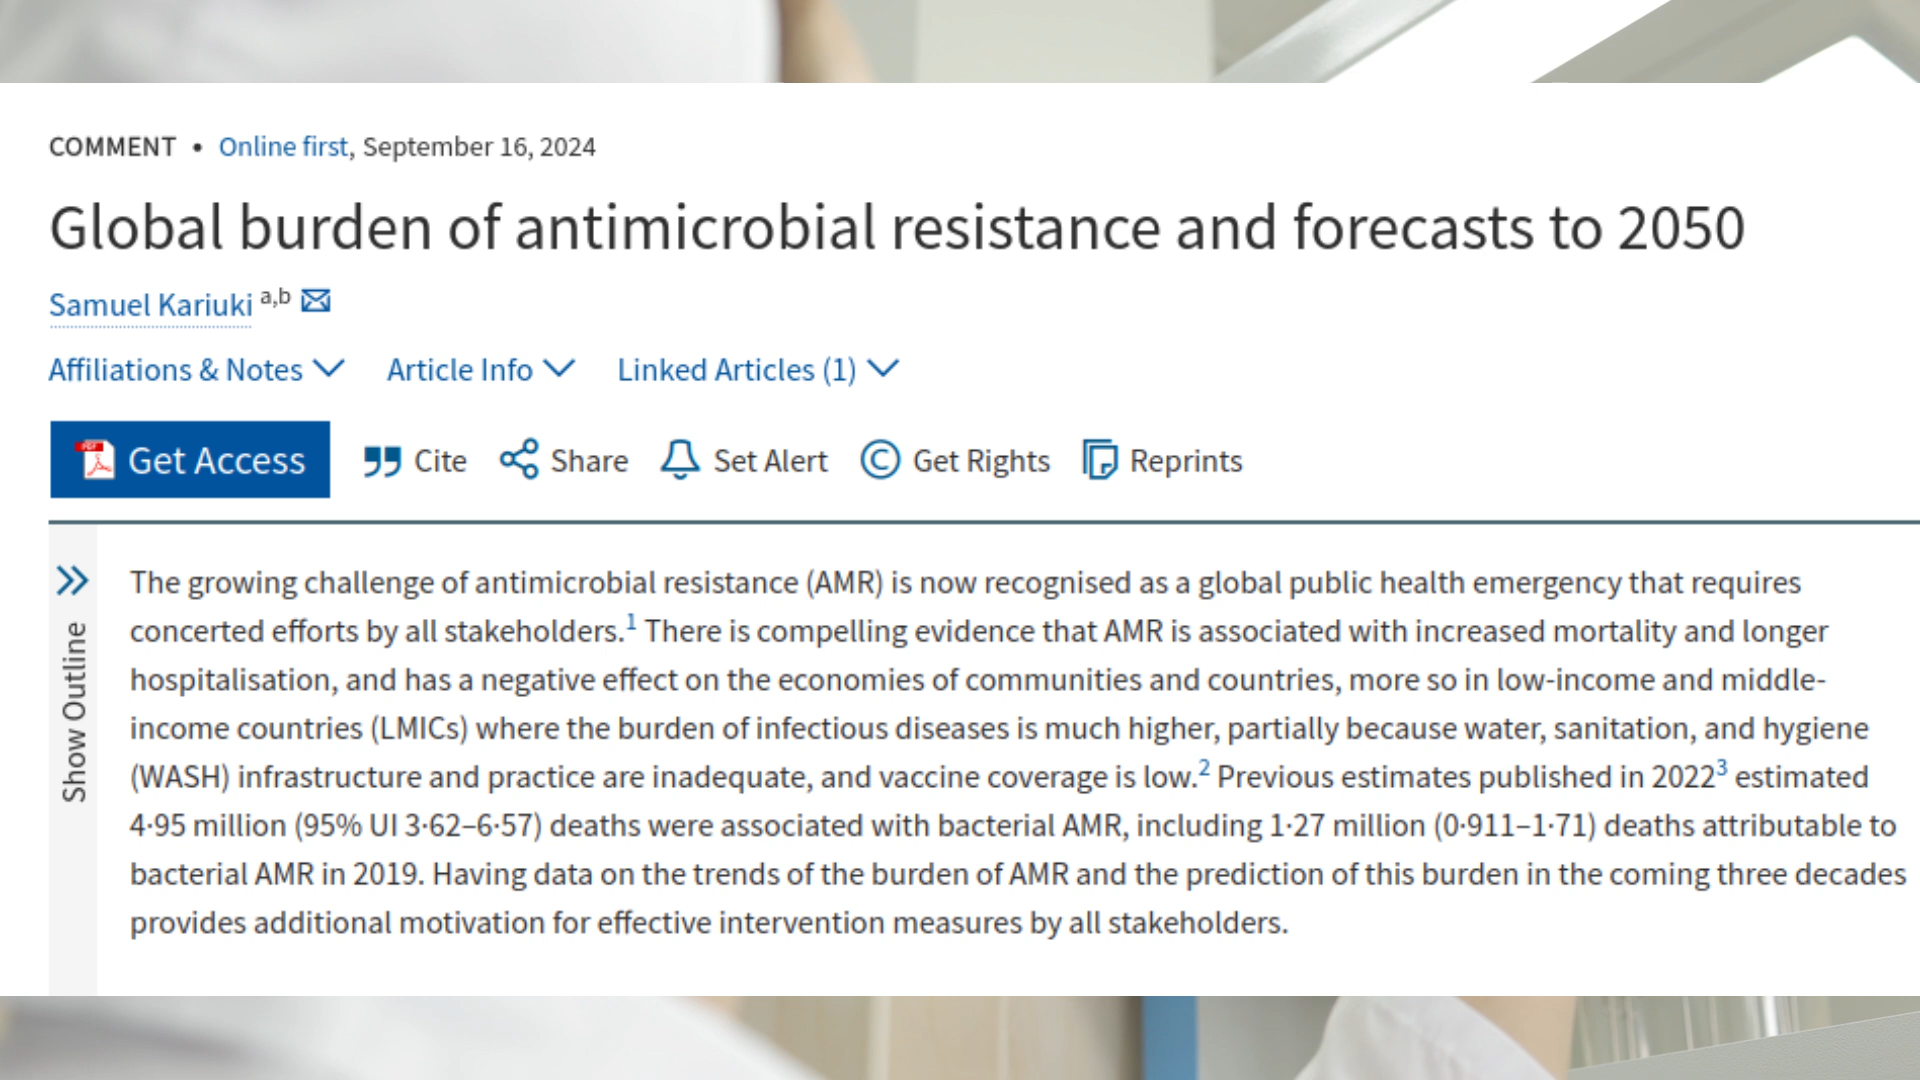 COMMENT • Online first, September 16, 2024
Global burden of antimicrobial resistance and forecasts to 2050
Samuel Kariuki a,b
Affiliations & Notes Article Info Linked Articles (1)
PDF Get Access Cite Share Set Alert © Get Rights Reprints
Show Outline
The growing challenge of antimicrobial resistance (AMR) is now recognised as a global public health emergency that requires
concerted efforts by all stakeholders.1 There is compelling evidence that AMR is associated with increased mortality and longer
hospitalisation, and has a negative effect on the economies of communities and countries, more so in low-income and middle-
income countries (LMICs) where the burden of infectious diseases is much higher, partially because water, sanitation, and hygiene
(WASH) infrastructure and practice are inadequate, and vaccine coverage is low.2 Previous estimates published in 20223 estimated
4·95 million (95% UI 3·62–6·57) deaths were associated with bacterial AMR, including 1·27 million (0·911–1·71) deaths attributable to
bacterial AMR in 2019. Having data on the trends of the burden of AMR and the prediction of this burden in the coming three decades
provides additional motivation for effective intervention measures by all stakeholders.